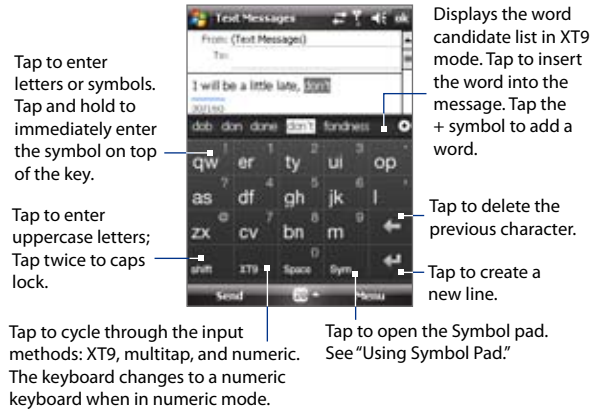 Text Messages
ok
From: (Text Messages)
To:
I will be a little late, don't
30/160
dob don done don't fondness +
qw er ty ui op
as df gh jk l
zx cv bn m
shift XT9 Space Sym
Send Menu
Tap to enter
letters or symbols.
Tap and hold to
immediately enter
the symbol on top
of the key.
Tap to enter
uppercase letters;
Tap twice to caps
lock.
Displays the word
candidate list in XT9
mode. Tap to insert
the word into the
message. Tap the
+ symbol to add a
word.
Tap to delete the
previous character.
Tap to create a
new line.
Tap to cycle through the input
methods: XT9, multitap, and numeric.
The keyboard changes to a numeric
keyboard when in numeric mode.
Tap to open the Symbol pad.
See “Using Symbol Pad.”